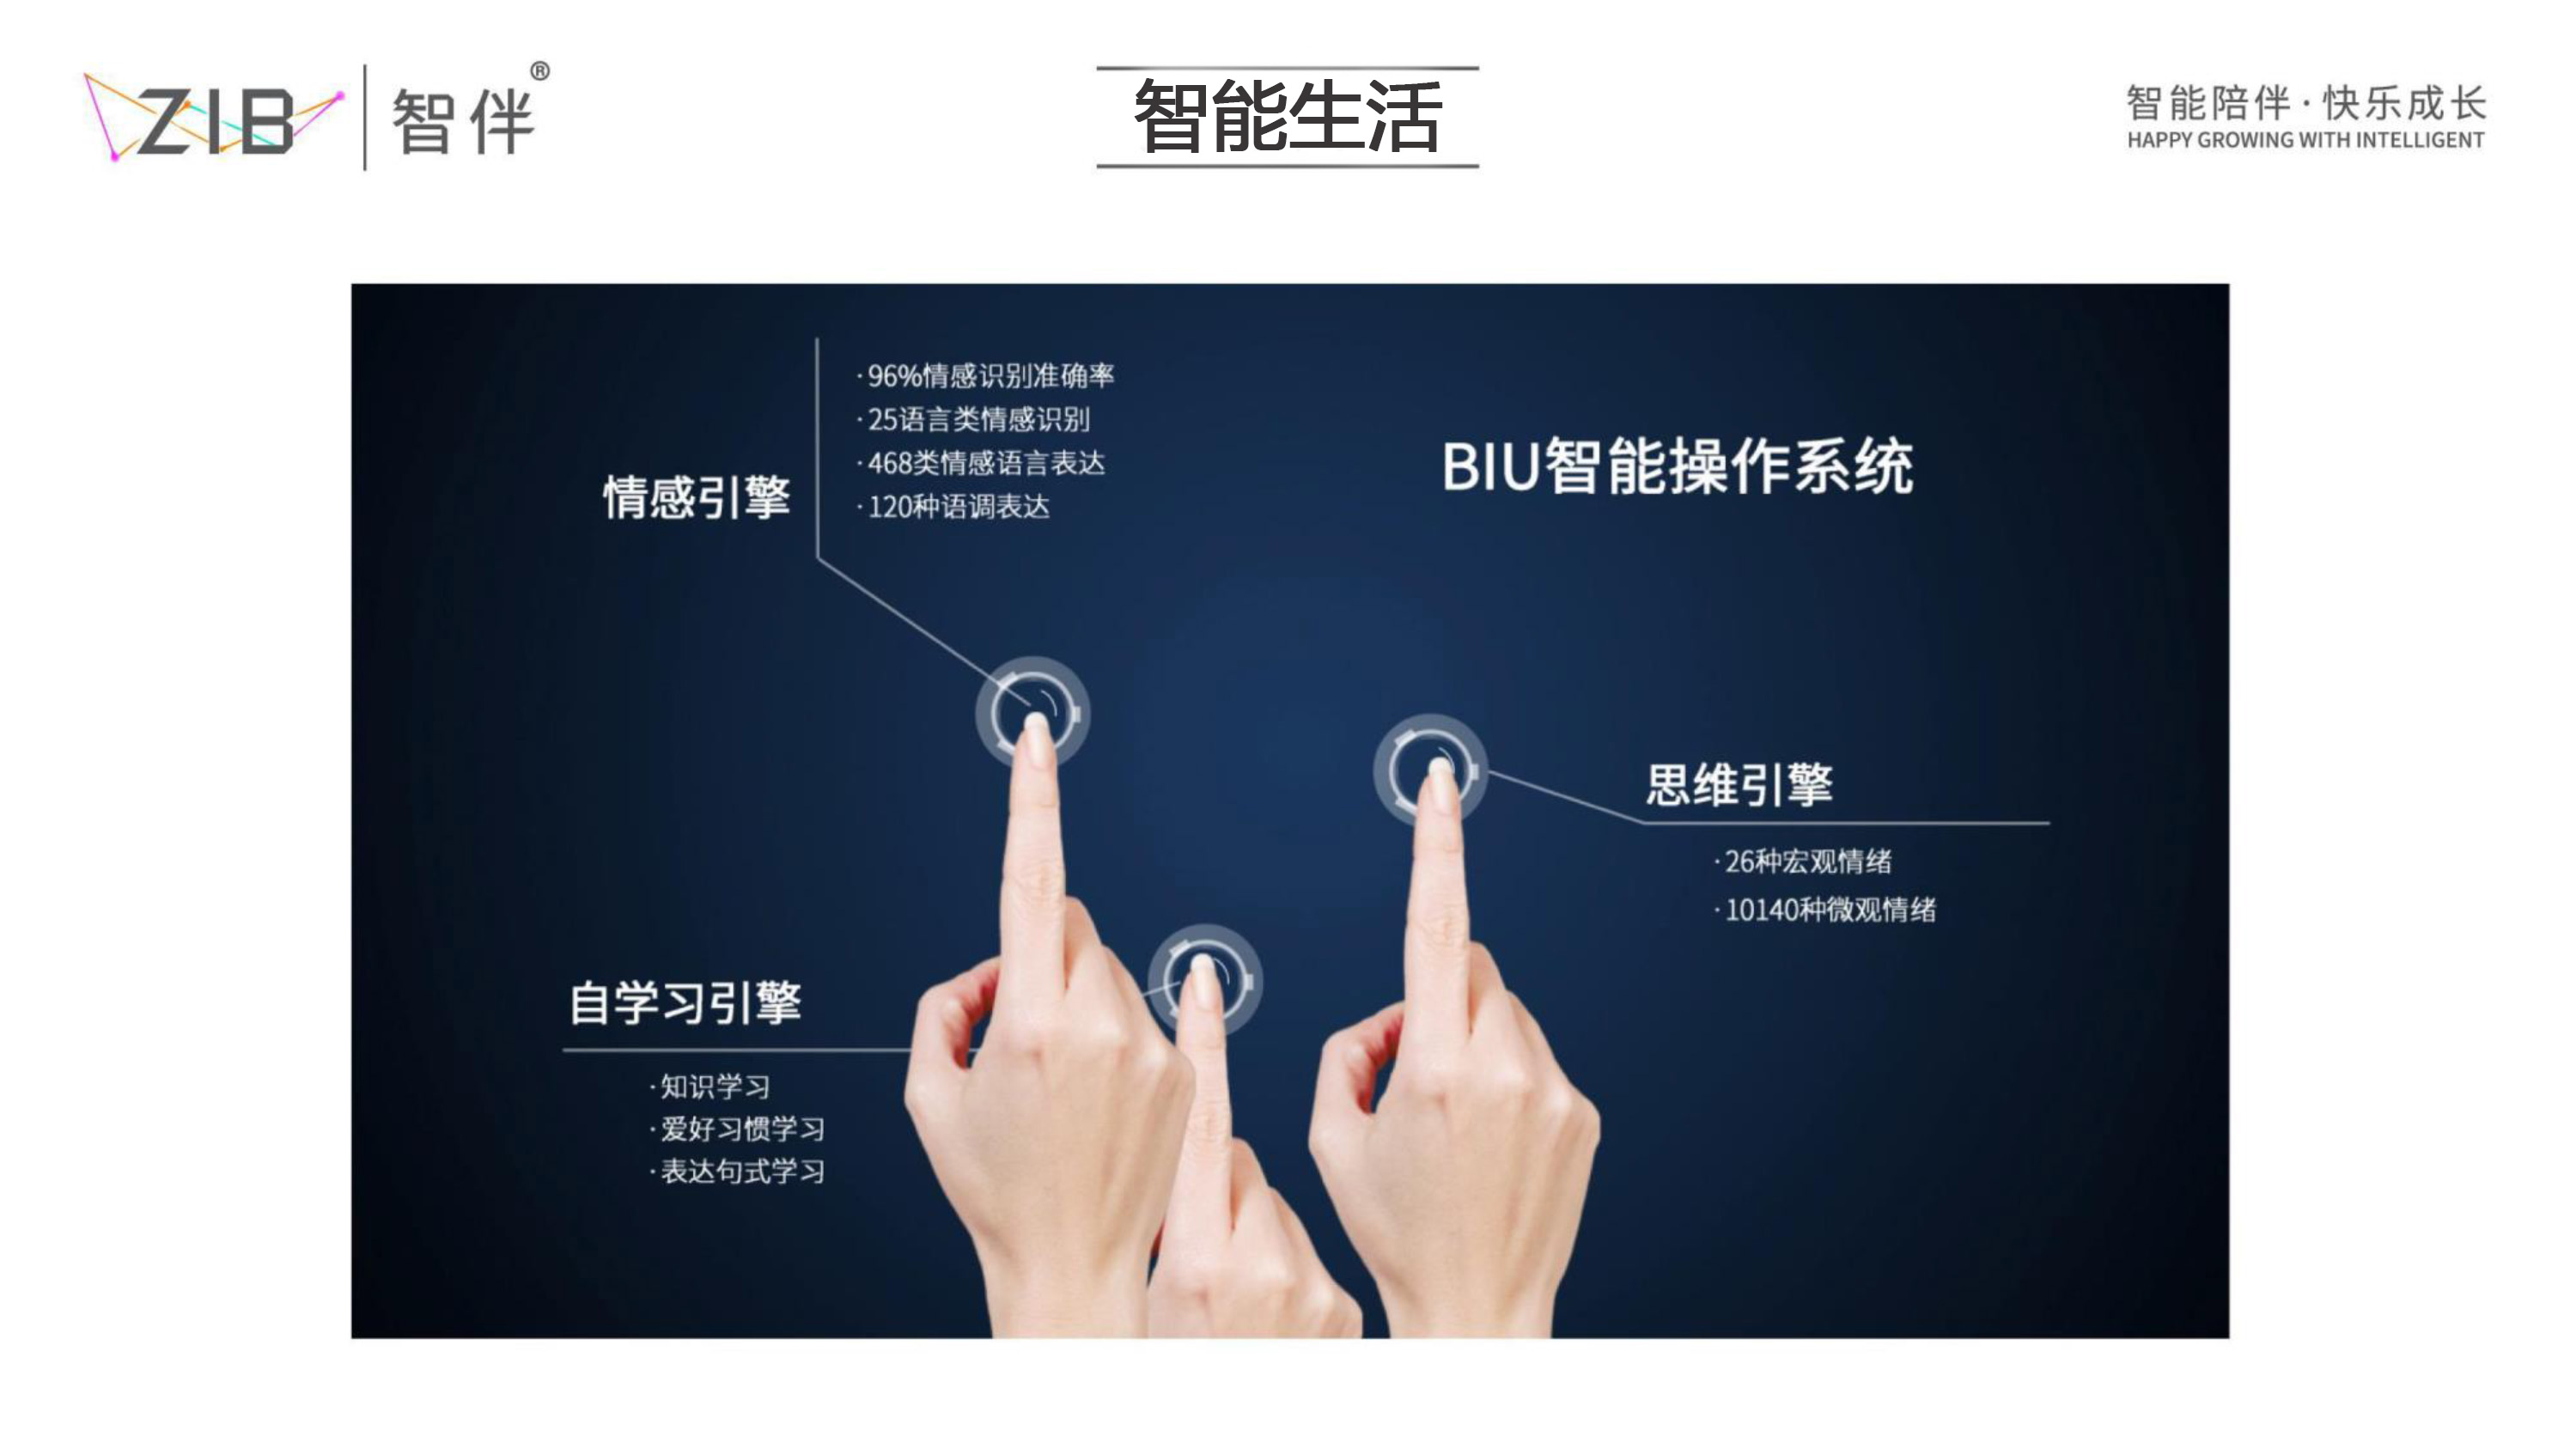 ZIB 智伴®
智能生活
智能陪伴·快乐成长
HAPPY GROWING WITH INTELLIGENT
·96%情感识别准确率
·25语言类情感识别
·468类情感语言表达
·120种语调表达
情感引擎
BIU智能操作系统
思维引擎
·26种宏观情绪
·10140种微观情绪
自学习引擎
·知识学习
·爱好习惯学习
·表达句式学习